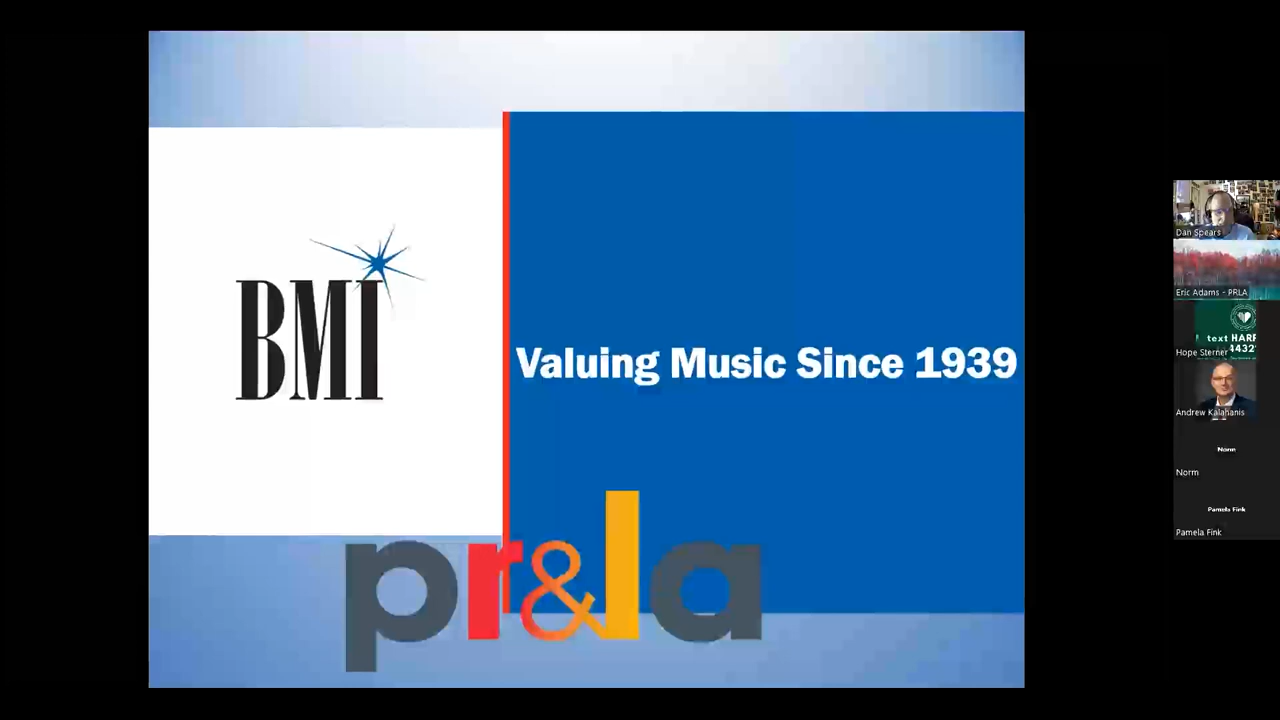 BMI
Valuing Music Since 1939
pr&la
Dan Spears
Eric Adams - PRLA
text HARP
Hope Sterner
Andrew Kalahanis
Norm
Norm
Pamela Fink
Pamela Fink